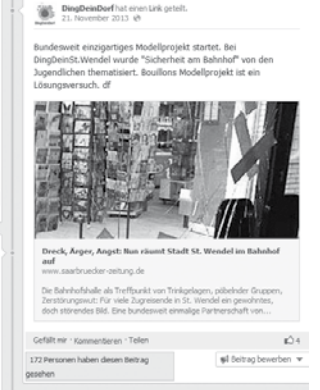 DingDeinDorf hat einen Link geteilt.
21. November 2013
Bundesweit einzigartiges Modellprojekt startet. Bei
DingDeinSt.Wendel wurde "Sicherheit am Bahnhof" von den
Jugendlichen thematisiert. Bouillons Modellprojekt ist ein
Lösungsversuch. df
Dreck, Ärger, Angst: Nun räumt Stadt St. Wendel im Bahnhof
auf
www.saarbruecker-zeitung.de
Die Bahnhofshalle als Treffpunkt von Trinkgelagen, pöbelnder Gruppen,
Zerstörungswut: Für viele Zugreisende in St. Wendel ein gewohntes,
doch störendes Bild. Eine bundesweit einmalige Partnerschaft von...
Gefällt mir · Kommentieren · Teilen
4
172 Personen haben diesen Beitrag
gesehen
Beitrag bewerben